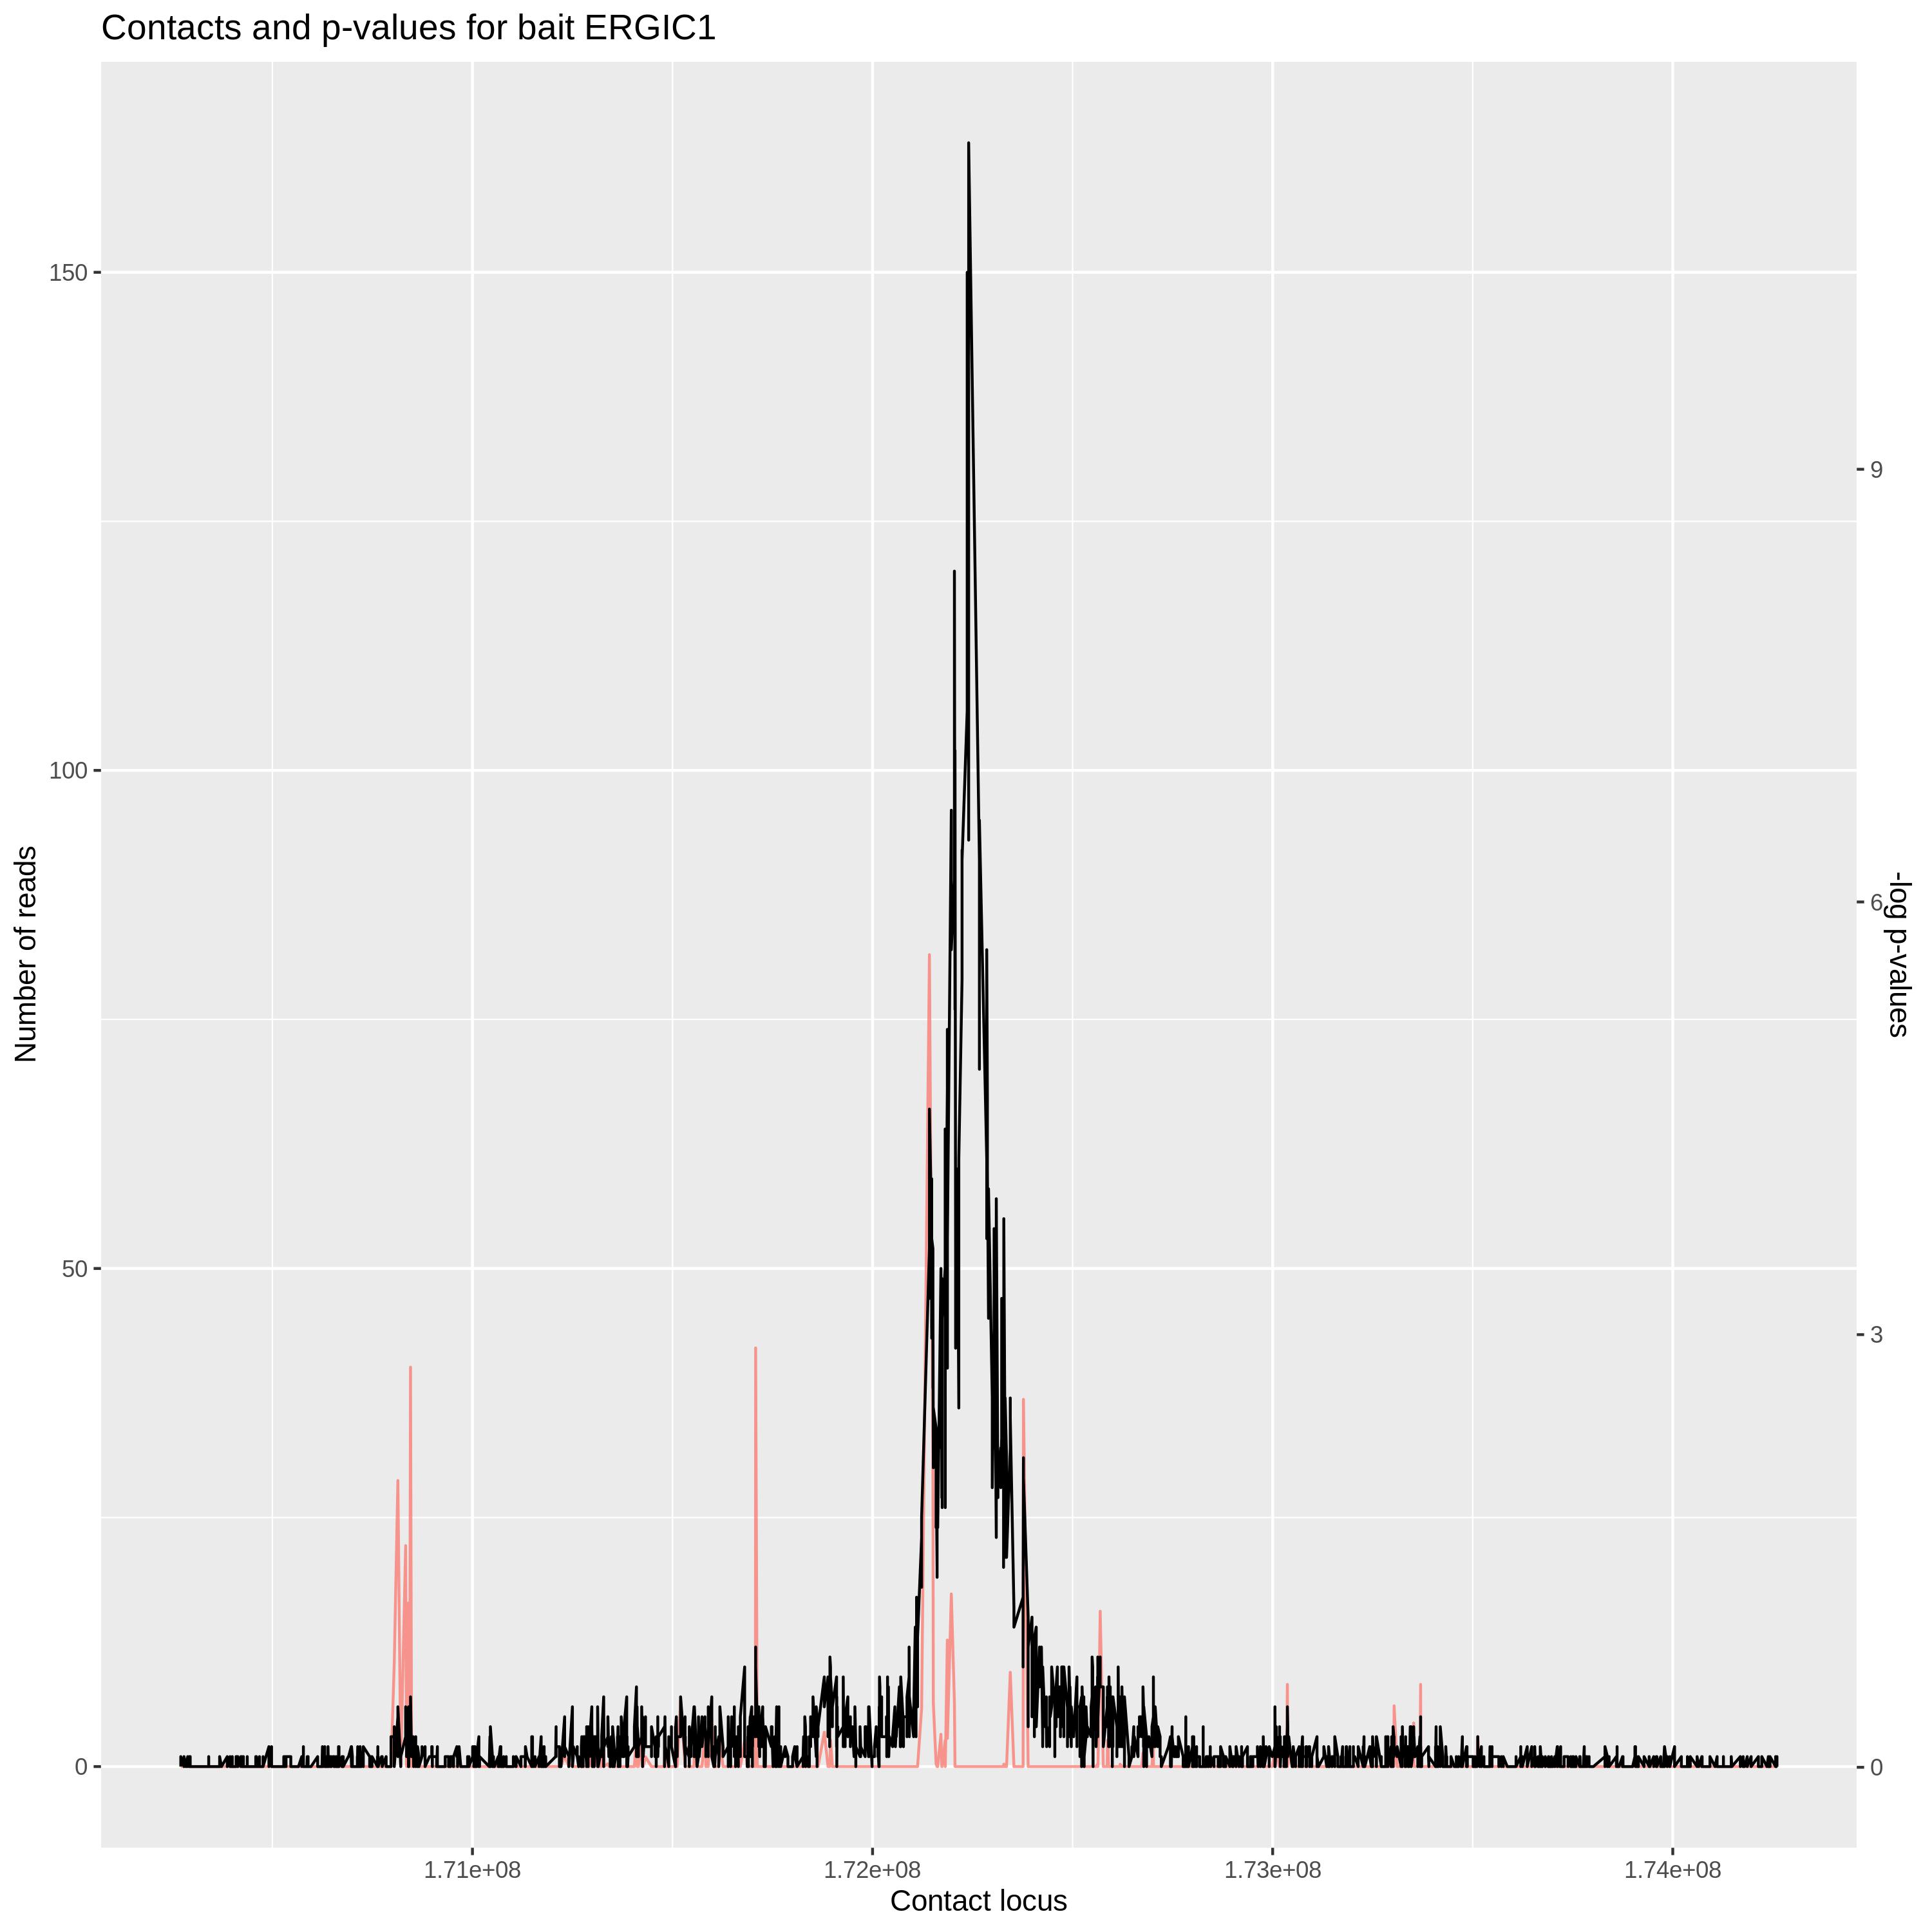 Contacts and p-values for bait ERGIC1
150
100
50
0
Number of reads
9
6
3
0
-log p-values
1.71e+08
1.72e+08
1.73e+08
1.74e+08
Contact locus